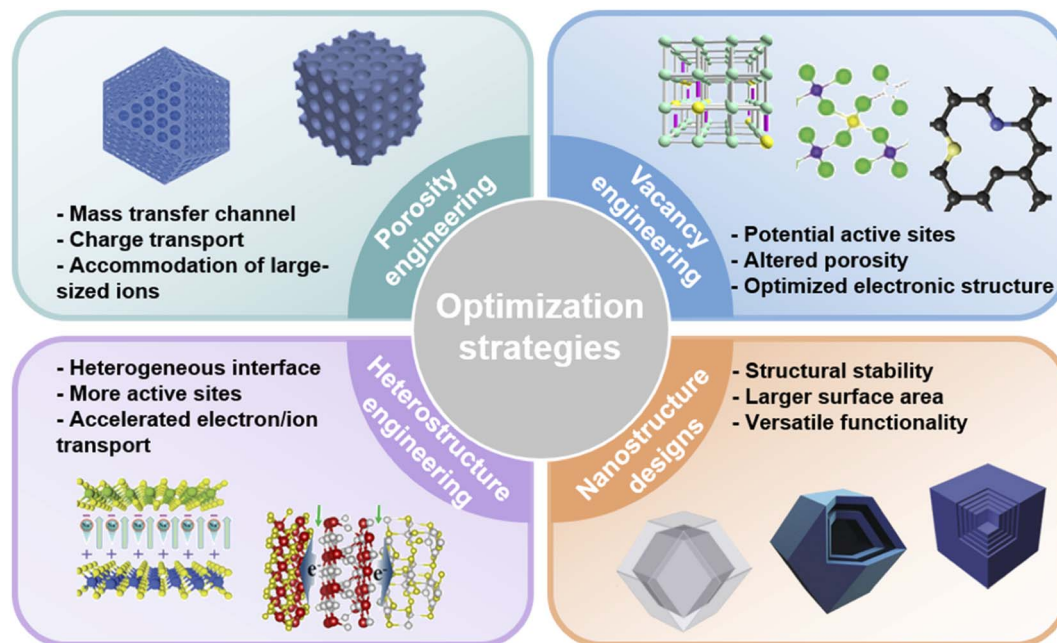 Porosity
engineering
- Mass transfer channel
- Charge transport
- Accommodation of large-
sized ions
Vacancy
engineering
- Potential active sites
- Altered porosity
- Optimized electronic structure
Optimization
strategies
- Heterogeneous interface
- More active sites
- Accelerated electron/ion
transport
Heterostructure
engineering
e-
e-
- Structural stability
- Larger surface area
- Versatile functionality
Nanostructure
designs